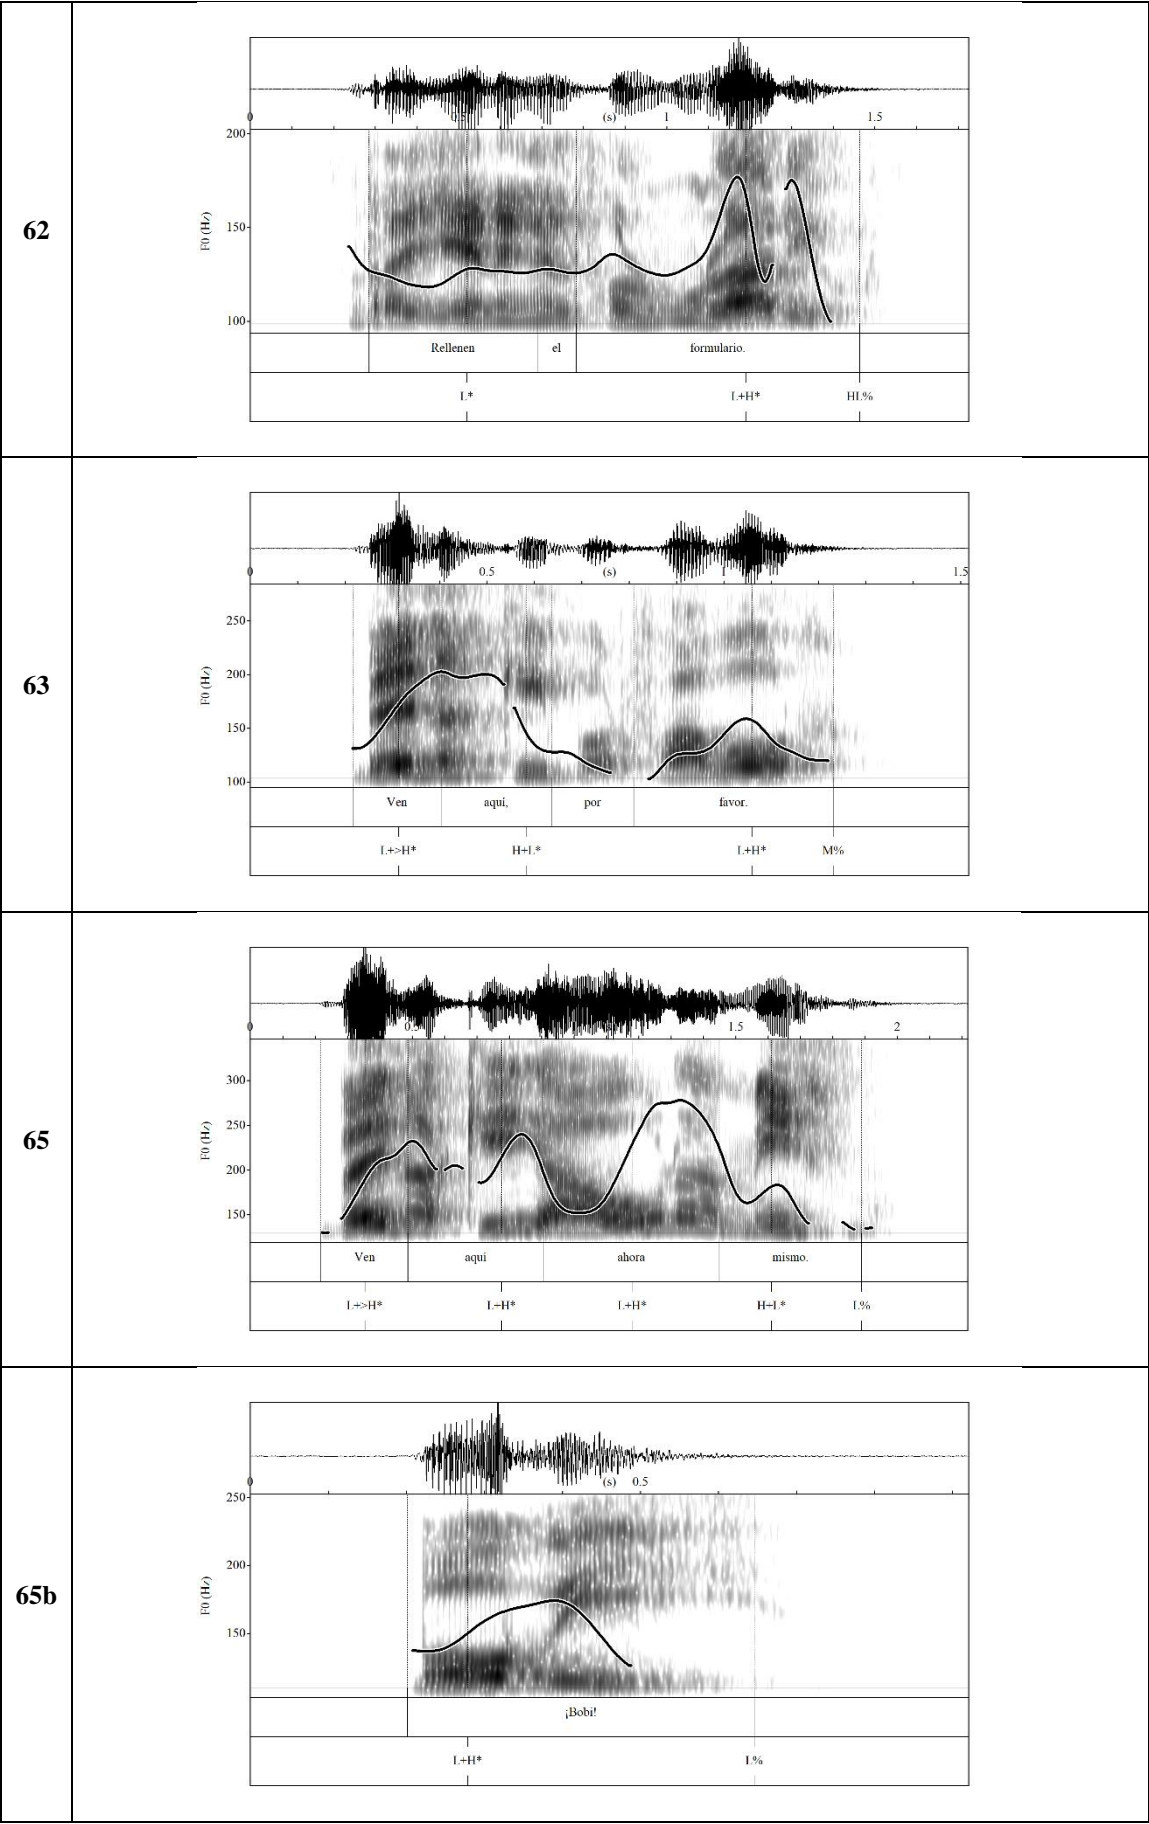 62
0 0.5 (s) 1 1.5
200
150
100
F0 (Hz)
Rellenen el formulario.
L* L+H* HL%
63
0 0.5 (s) 1 1.5
250
200
150
100
F0 (Hz)
Ven aquí, por favor.
L+>H* H+L* L+H* M%
65
0 0.5 1.5 2
300
250
200
150
F0 (Hz)
Ven aquí ahora mismo.
L+>H* L+H* L+H* H+L* L%
65b
0 (s) 0.5
250
200
150
F0 (Hz)
¡Bobi!
L+H* L%